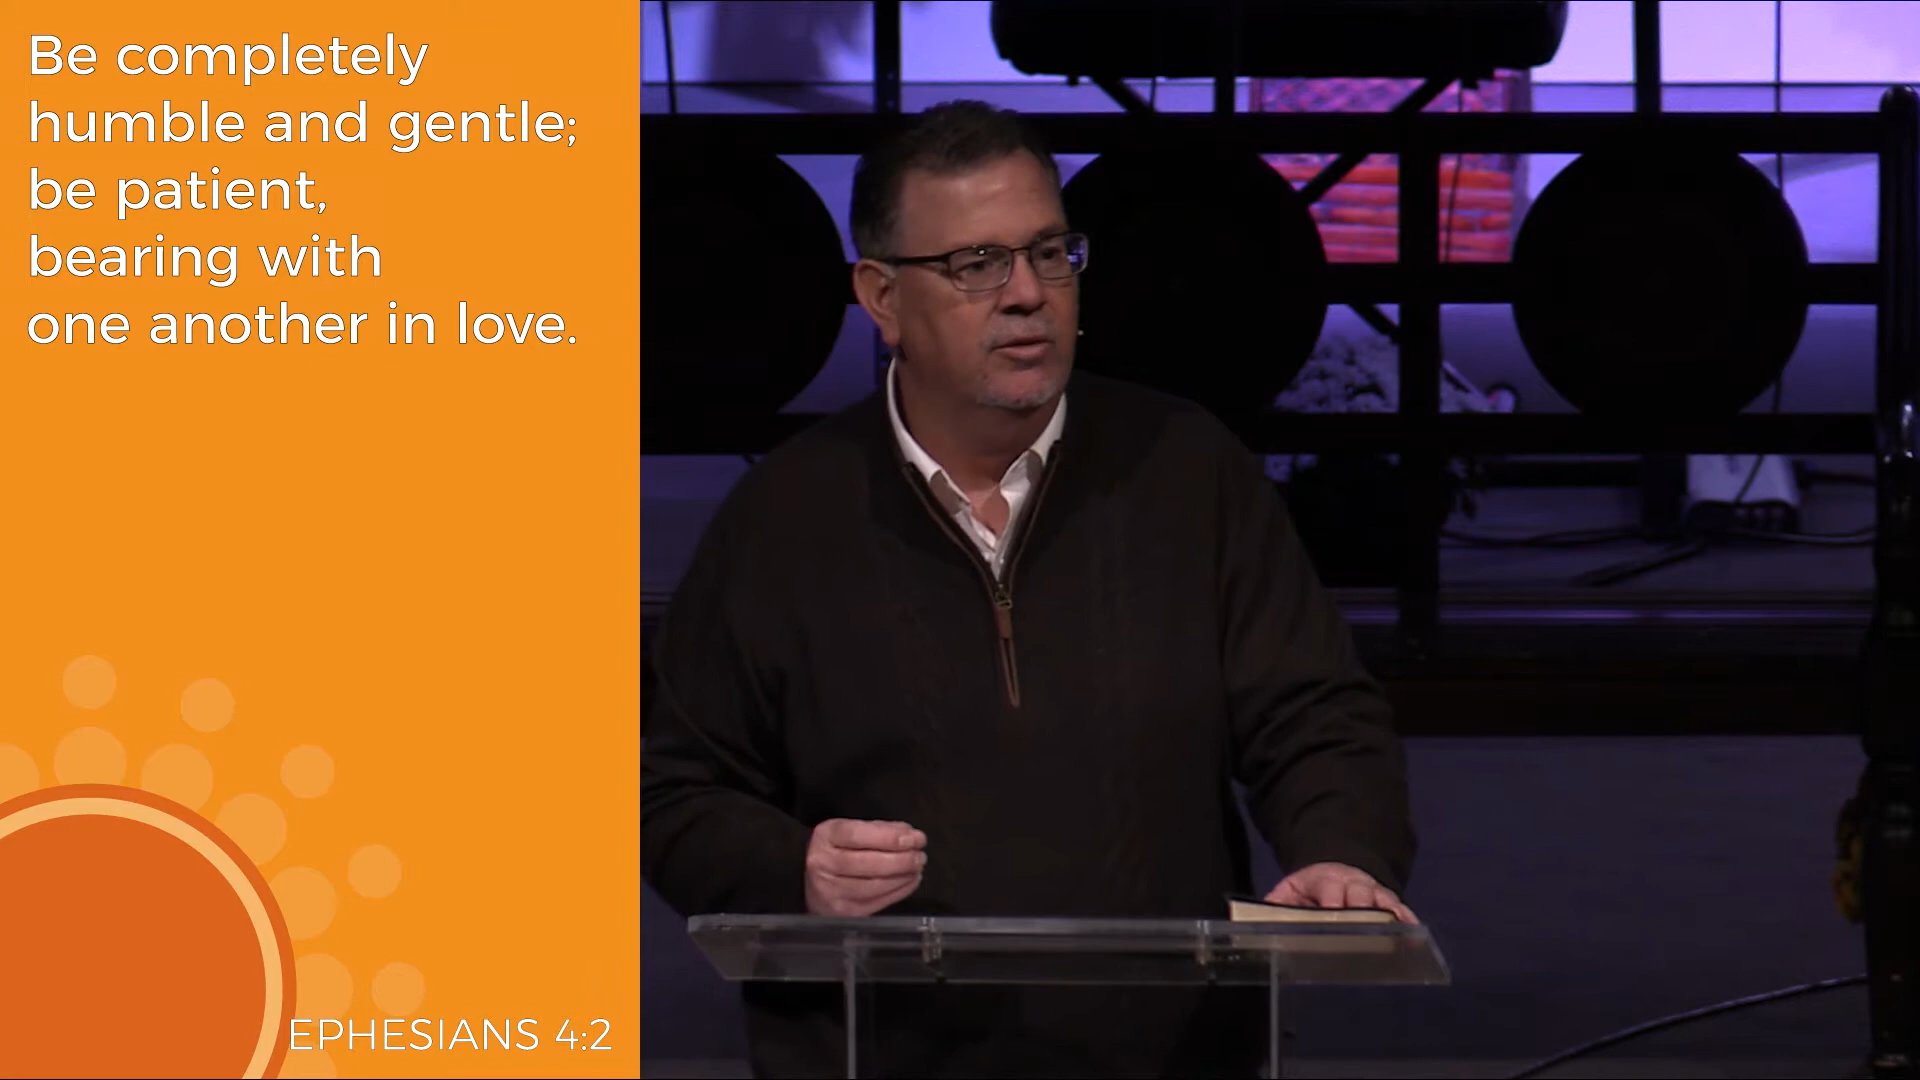 Be completely
humble and gentle;
be patient,
bearing with
one another in love.
EPHESIANS 4:2